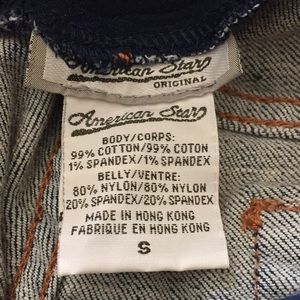 American Star
ORIGINAL
American Star
BODY/CORPS:
99% COTTON/99% COTON
1% SPANDEX/1% SPANDEX
BELLY/VENTRE:
80% NYLON/80% NYLON
20% SPANDEX/20% SPANDEX
MADE IN HONG KONG
FABRIQUE EN HONG KONG
S